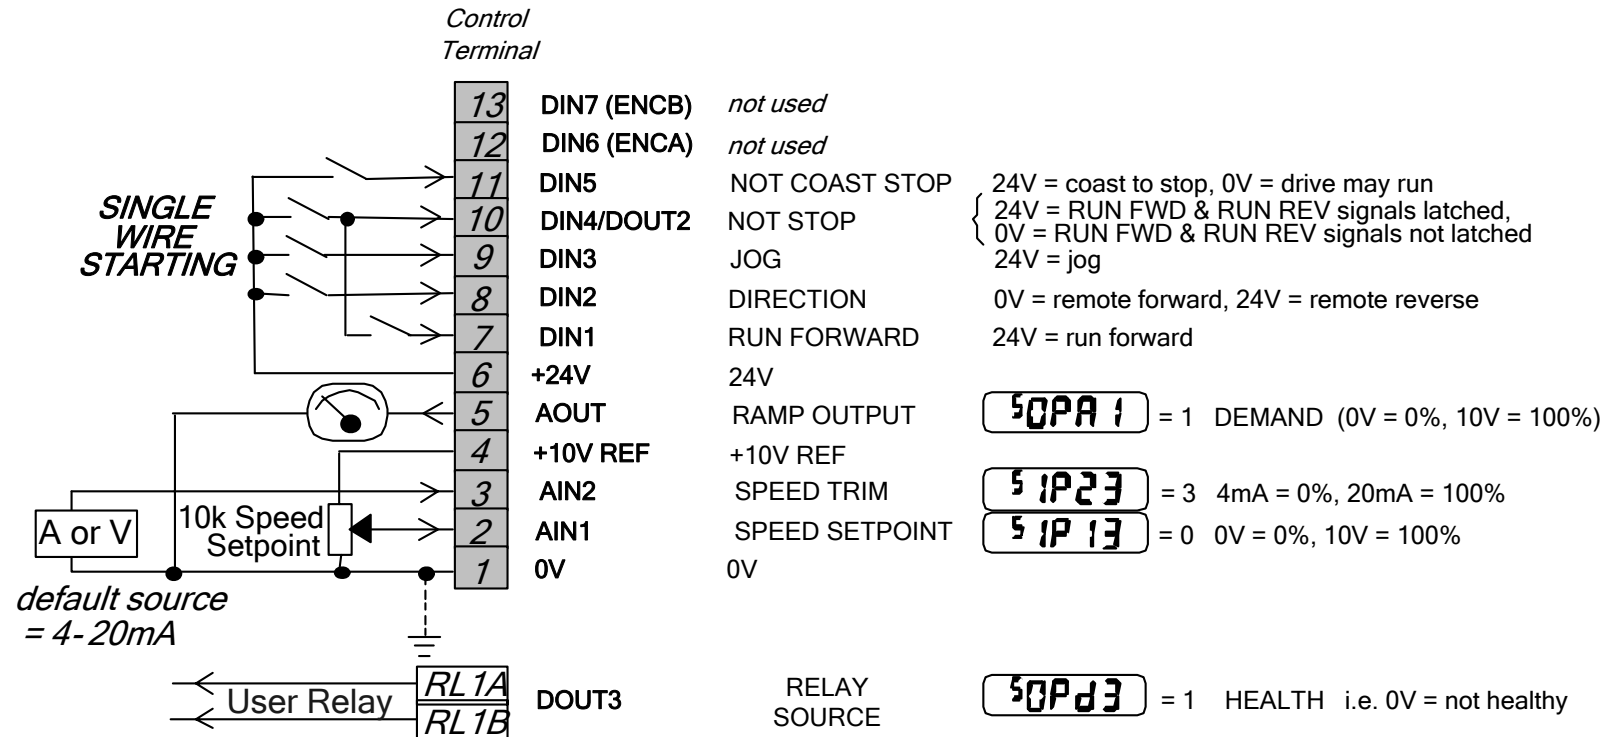 Control
Terminal
13 DIN7 (ENCB) not used
12 DIN6 (ENCA) not used
11 DIN5 NOT COAST STOP 24V = coast to stop, 0V = drive may run
10 DIN4/DOUT2 NOT STOP 24V = RUN FWD & RUN REV signals latched,
0V = RUN FWD & RUN REV signals not latched
9 DIN3 JOG 24V = jog
8 DIN2 DIRECTION 0V = remote forward, 24V = remote reverse
7 DIN1 RUN FORWARD 24V = run forward
6 +24V 24V
5 AOUT RAMP OUTPUT SOPA1 = 1 DEMAND (0V = 0%, 10V = 100%)
4 +10V REF +10V REF
3 AIN2 SPEED TRIM SIP23 = 3 4mA = 0%, 20mA = 100%
2 AIN1 SPEED SETPOINT SIP13 = 0 0V = 0%, 10V = 100%
1 0V 0V
SINGLE
WIRE
STARTING
A or V
10k Speed
Setpoint
default source
= 4-20mA
User Relay
RL1A
RL1B
DOUT3
RELAY
SOURCE
SOPd3 = 1 HEALTH i.e. 0V = not healthy